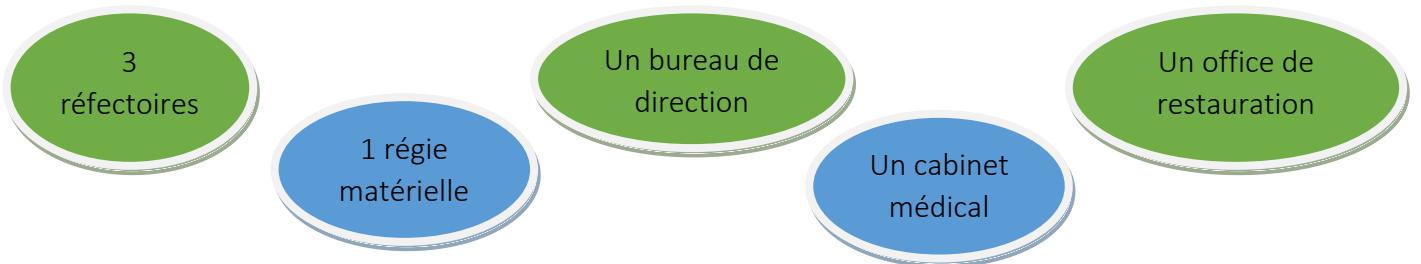 3
réfectoires
1 régie
matérielle
Un bureau de
direction
Un cabinet
médical
Un office de
restauration